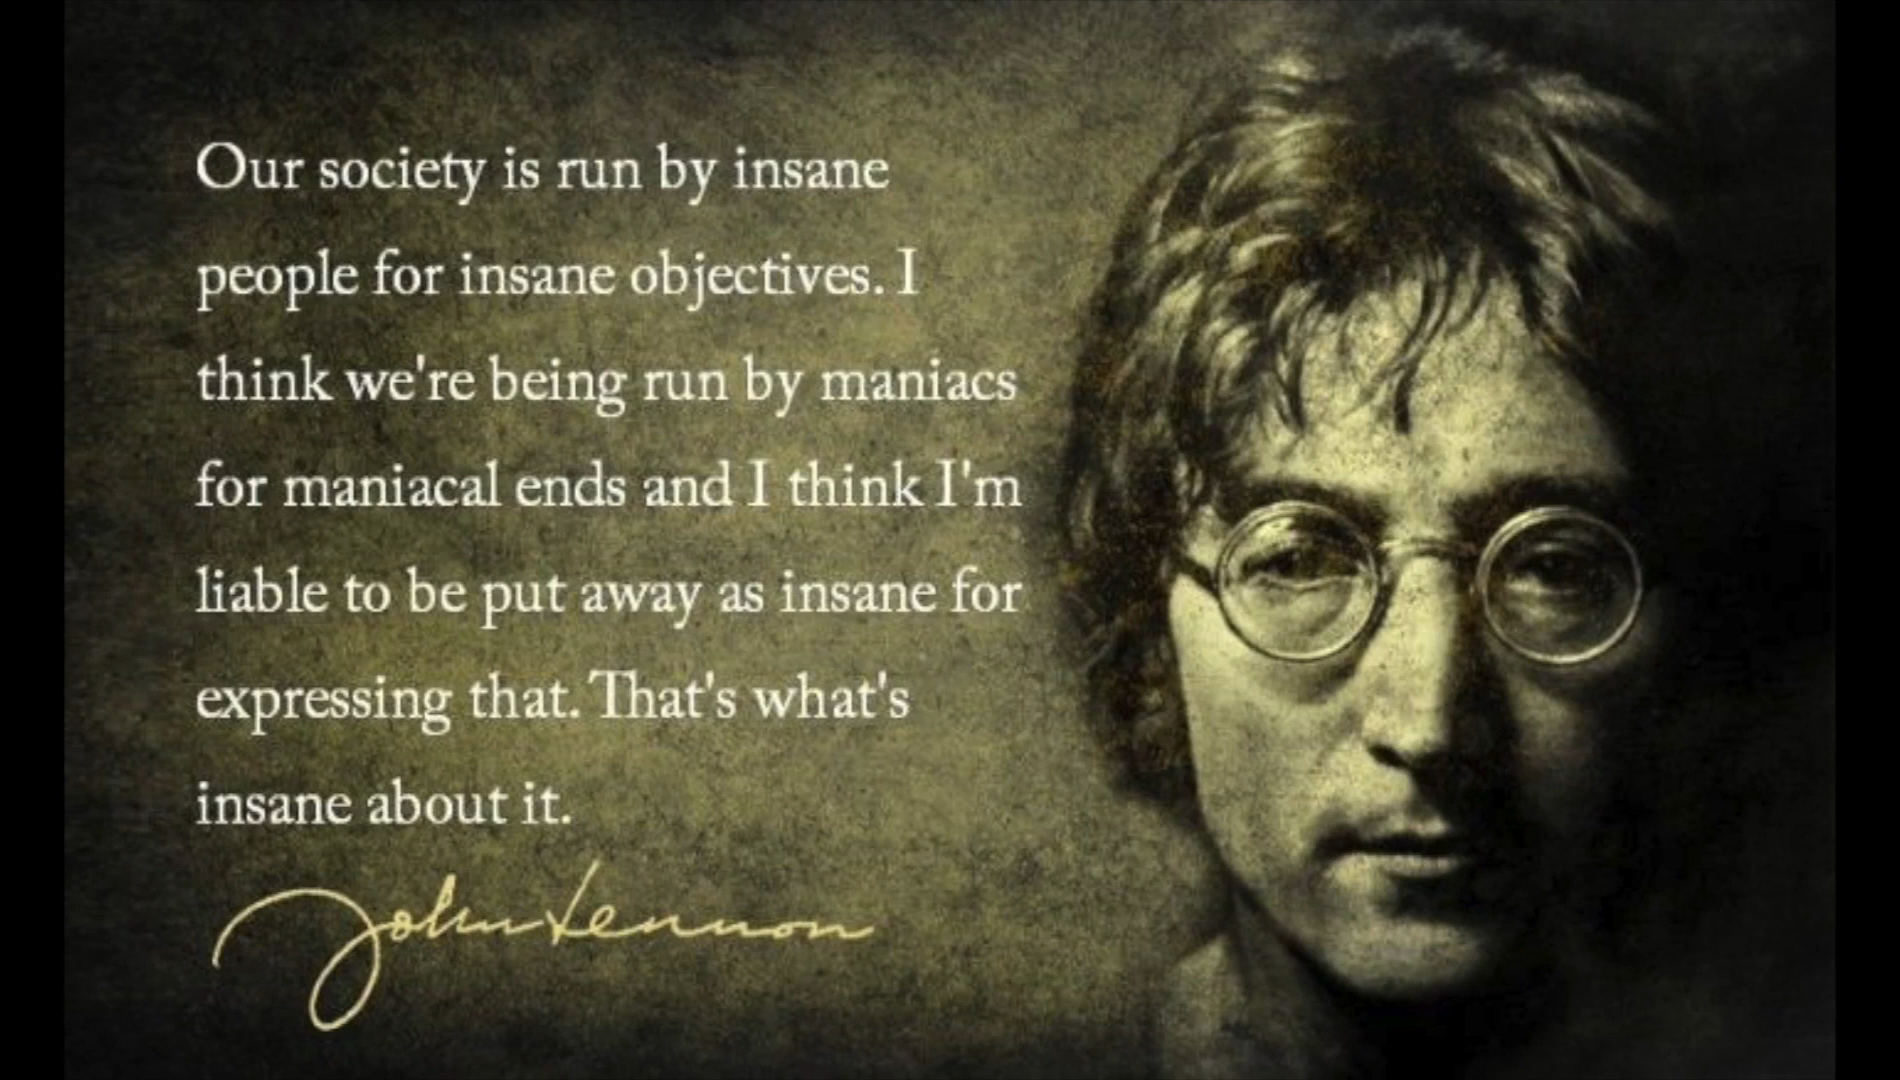 Our society is run by insane
people for insane objectives. I
think we're being run by maniacs
for maniacal ends and I think I'm
liable to be put away as insane for
expressing that. That's what's
insane about it.
John Lennon